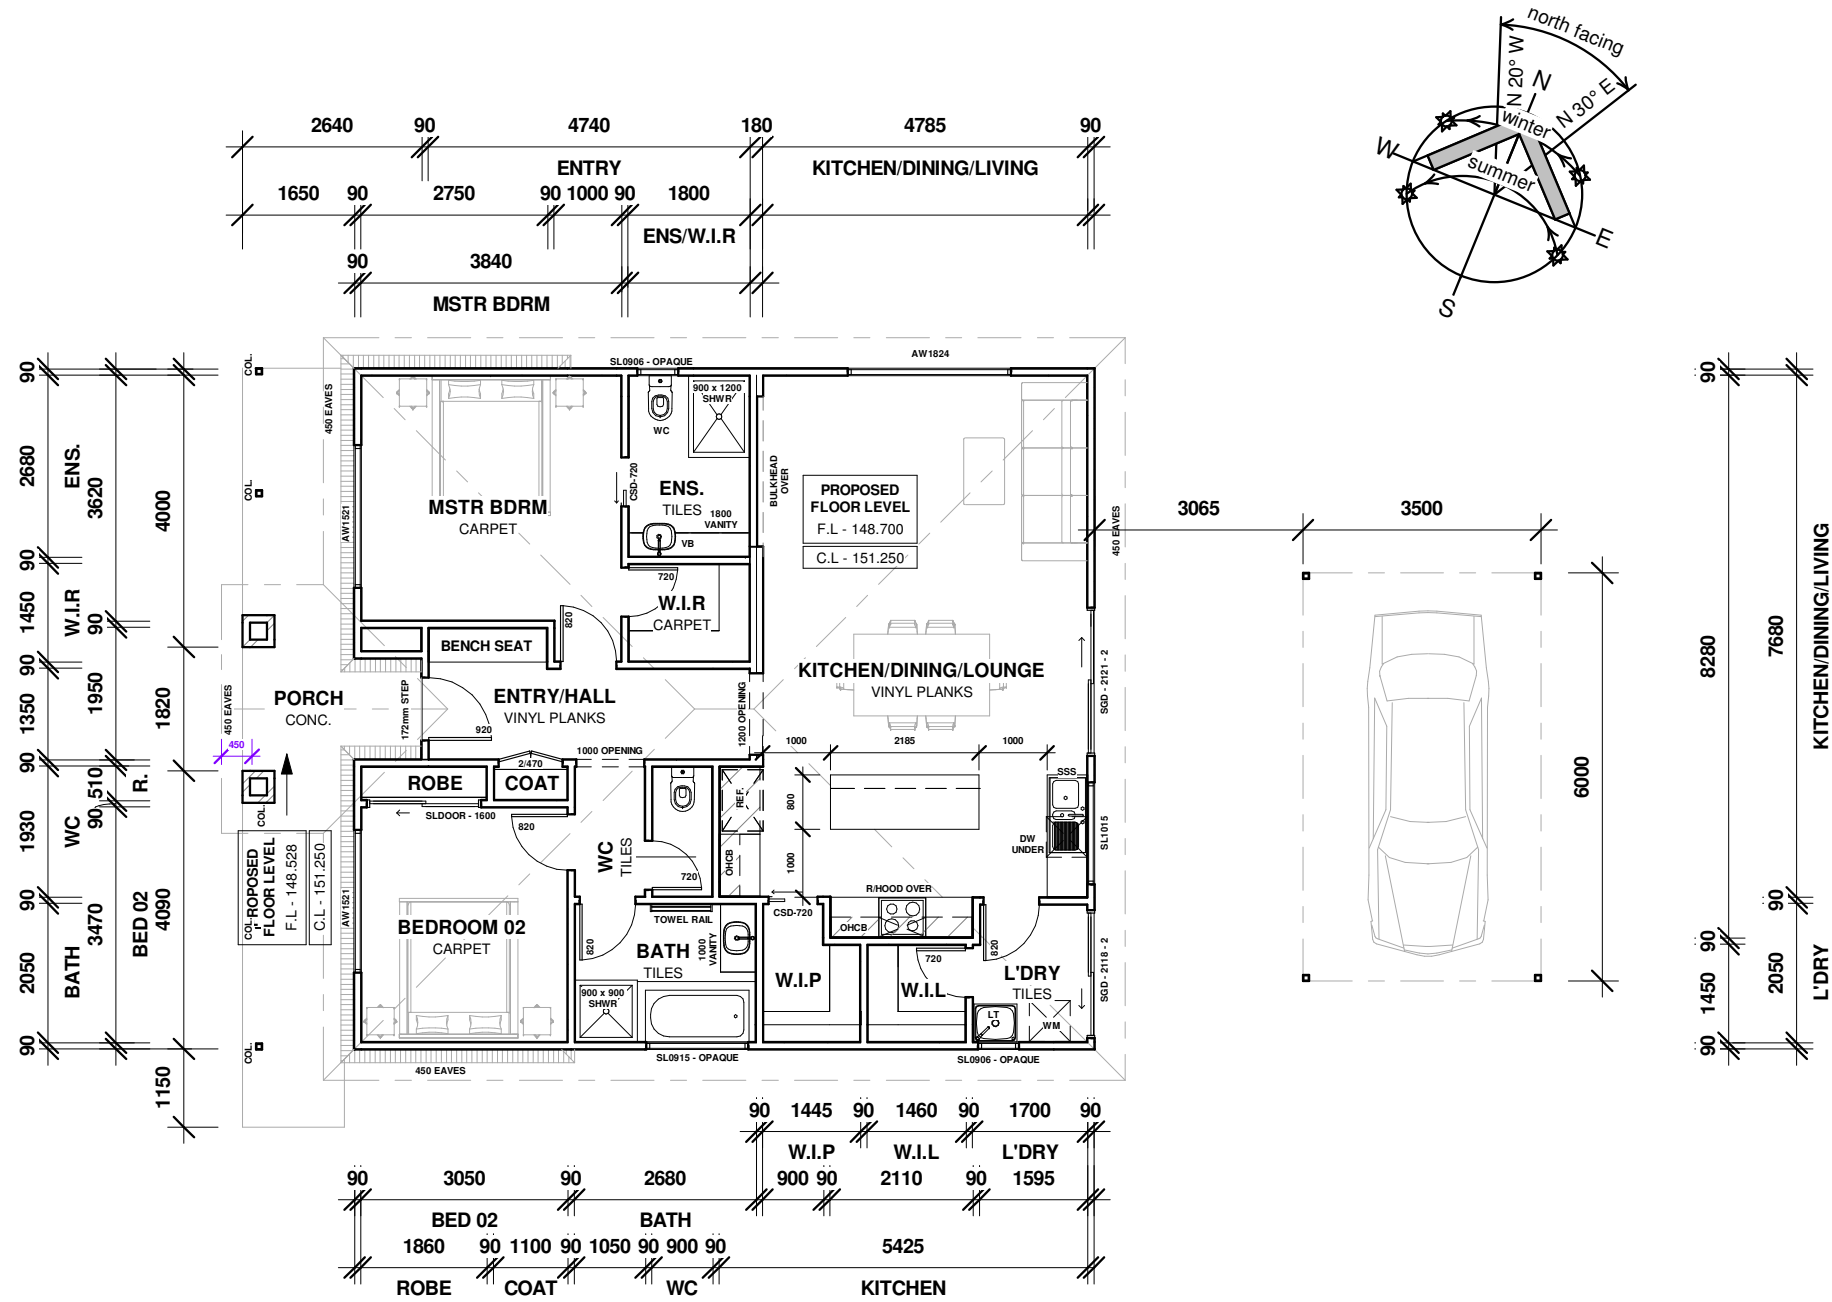 north facing
N 20° W
N
N 30° E
winter
W
summer
E
S
2640 90 4740 180 4785 90
ENTRY KITCHEN/DINING/LIVING
1650 90 2750 90 1000 90 1800
ENS/W.I.R
90 3840
MSTR BDRM
90 2680 90 1450 90 1350 90 1930 90 2050 90
ENS. W.I.R WC BATH
3620 90 1950 510 90 3470
R. BED 02
4000 1820 4090 1150
COL.
COL.
COL.
COL.
COL.
450 EAVES
SL0906 - OPAQUE
AW1824
900 x 1200
SHWR
WC
CSD-720
BULKHEAD
OVER
AW1521
MSTR BDRM
CARPET
ENS.
TILES
1800
VANITY
VB
PROPOSED
FLOOR LEVEL
F.L - 148.700
C.L - 151.250
450 EAVES
3065 3500
720
W.I.R
CARPET
820
BENCH SEAT
KITCHEN/DINING/LOUNGE
VINYL PLANKS
SGD - 2121 - 2
450 EAVES
PORCH
CONC.
172mm STEP
ENTRY/HALL
VINYL PLANKS
920
1200 OPENING
450
1000 OPENING
1000 2185 1000
2/470
ROBE
COAT
SLDOOR - 1600
820
REF.
800
SSS
DW
UNDER
SL1015
6000
PROPOSED
FLOOR LEVEL
F.L - 148.528
C.L - 151.250
WC
TILES
720
OHCB
1000
R/HOOD OVER
CSD-720
OHCB
AW1521
BEDROOM 02
CARPET
TOWEL RAIL
820
BATH
TILES
1000
VANITY
720
820
W.I.P
W.I.L
L'DRY
TILES
SGD - 2118 - 2
900 x 900
SHWR
LT
WM
SL0915 - OPAQUE
SL0906 - OPAQUE
450 EAVES
90 8280 90 1450 90
90 7680 90 2050 90
KITCHEN/DINING/LIVING L'DRY
90 1445 90 1460 90 1700 90
W.I.P W.I.L L'DRY
90 3050 90 2680 900 90 2110 90 1595
BED 02 BATH
1860 90 1100 90 1050 90 900 90 5425
ROBE COAT WC KITCHEN